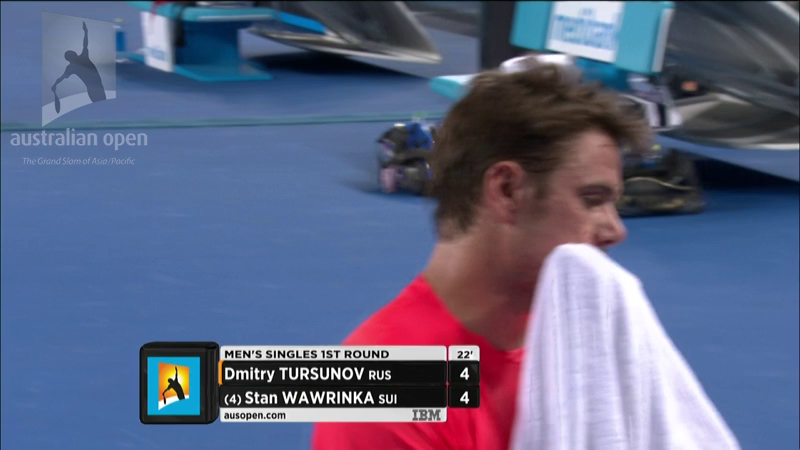 australian open
The Grand Slam of Asia/Pacific
MEN'S SINGLES 1ST ROUND 22'
Dmitry TURSUNOV RUS 4
(4) Stan WAWRINKA SUI 4
ausopen.com IBM